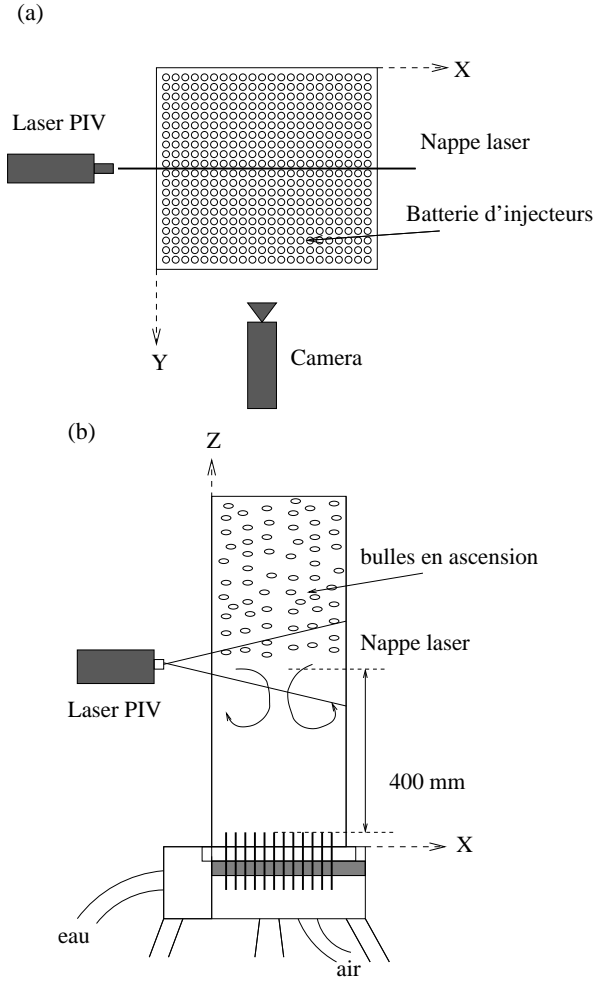 (a)
X
Laser PIV
Nappe laser
Batterie d'injecteurs
Y
Camera
(b)
Z
bulles en ascension
Nappe laser
Laser PIV
400 mm
X
eau
air